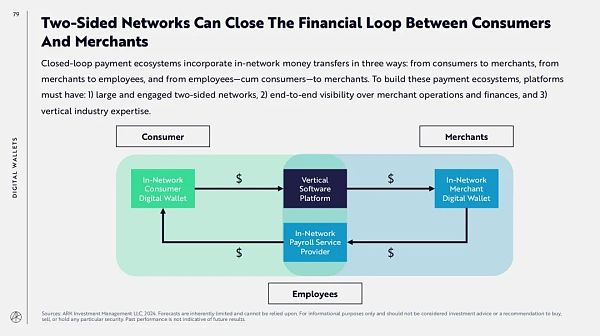 79
Two-Sided Networks Can Close The Financial Loop Between Consumers
And Merchants
Closed-loop payment ecosystems incorporate in-network money transfers in three ways: from consumers to merchants, from
merchants to employees, and from employees—cum consumers—to merchants. To build these payment ecosystems, platforms
must have: 1) large and engaged two-sided networks, 2) end-to-end visibility over merchant operations and finances, and 3)
vertical industry expertise.
DIGITAL WALLETS
Consumer
Merchants
In-Network
Consumer
Digital Wallet
$
Vertical
Software
Platform
$
In-Network
Merchant
Digital Wallet
$
In-Network
Payroll Service
Provider
$
Employees
Sources: ARK Investment Management LLC, 2024. Forecasts are inherently limited and cannot be relied upon. For informational purposes only and should not be considered investment advice or a recommendation to buy,
sell, or hold any particular security. Past performance is not indicative of future results.